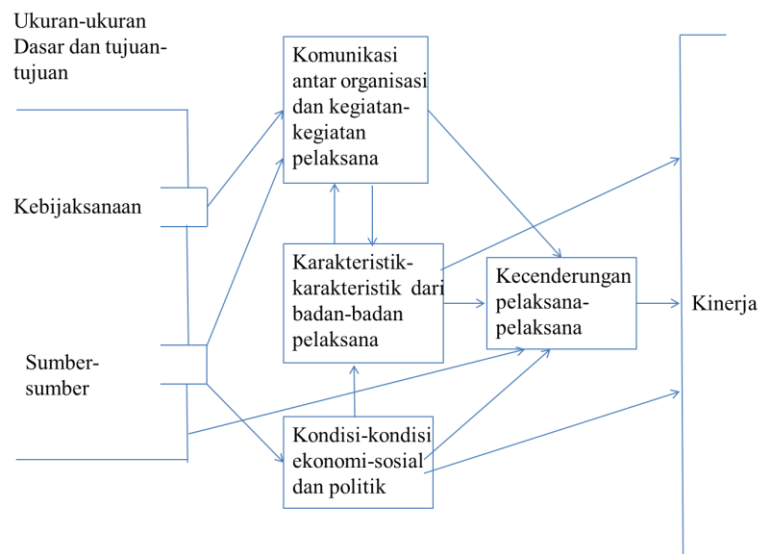 Ukuran-ukuran
Dasar dan tujuan-
tujuan
Kebijaksanaan
Sumber-
sumber
Komunikasi
antar organisasi
dan kegiatan-
kegiatan
pelaksana
Karakteristik-
karakteristik dari
badan-badan
pelaksana
Kondisi-kondisi
ekonomi-sosial
dan politik
Kecenderungan
pelaksana-
pelaksana
Kinerja